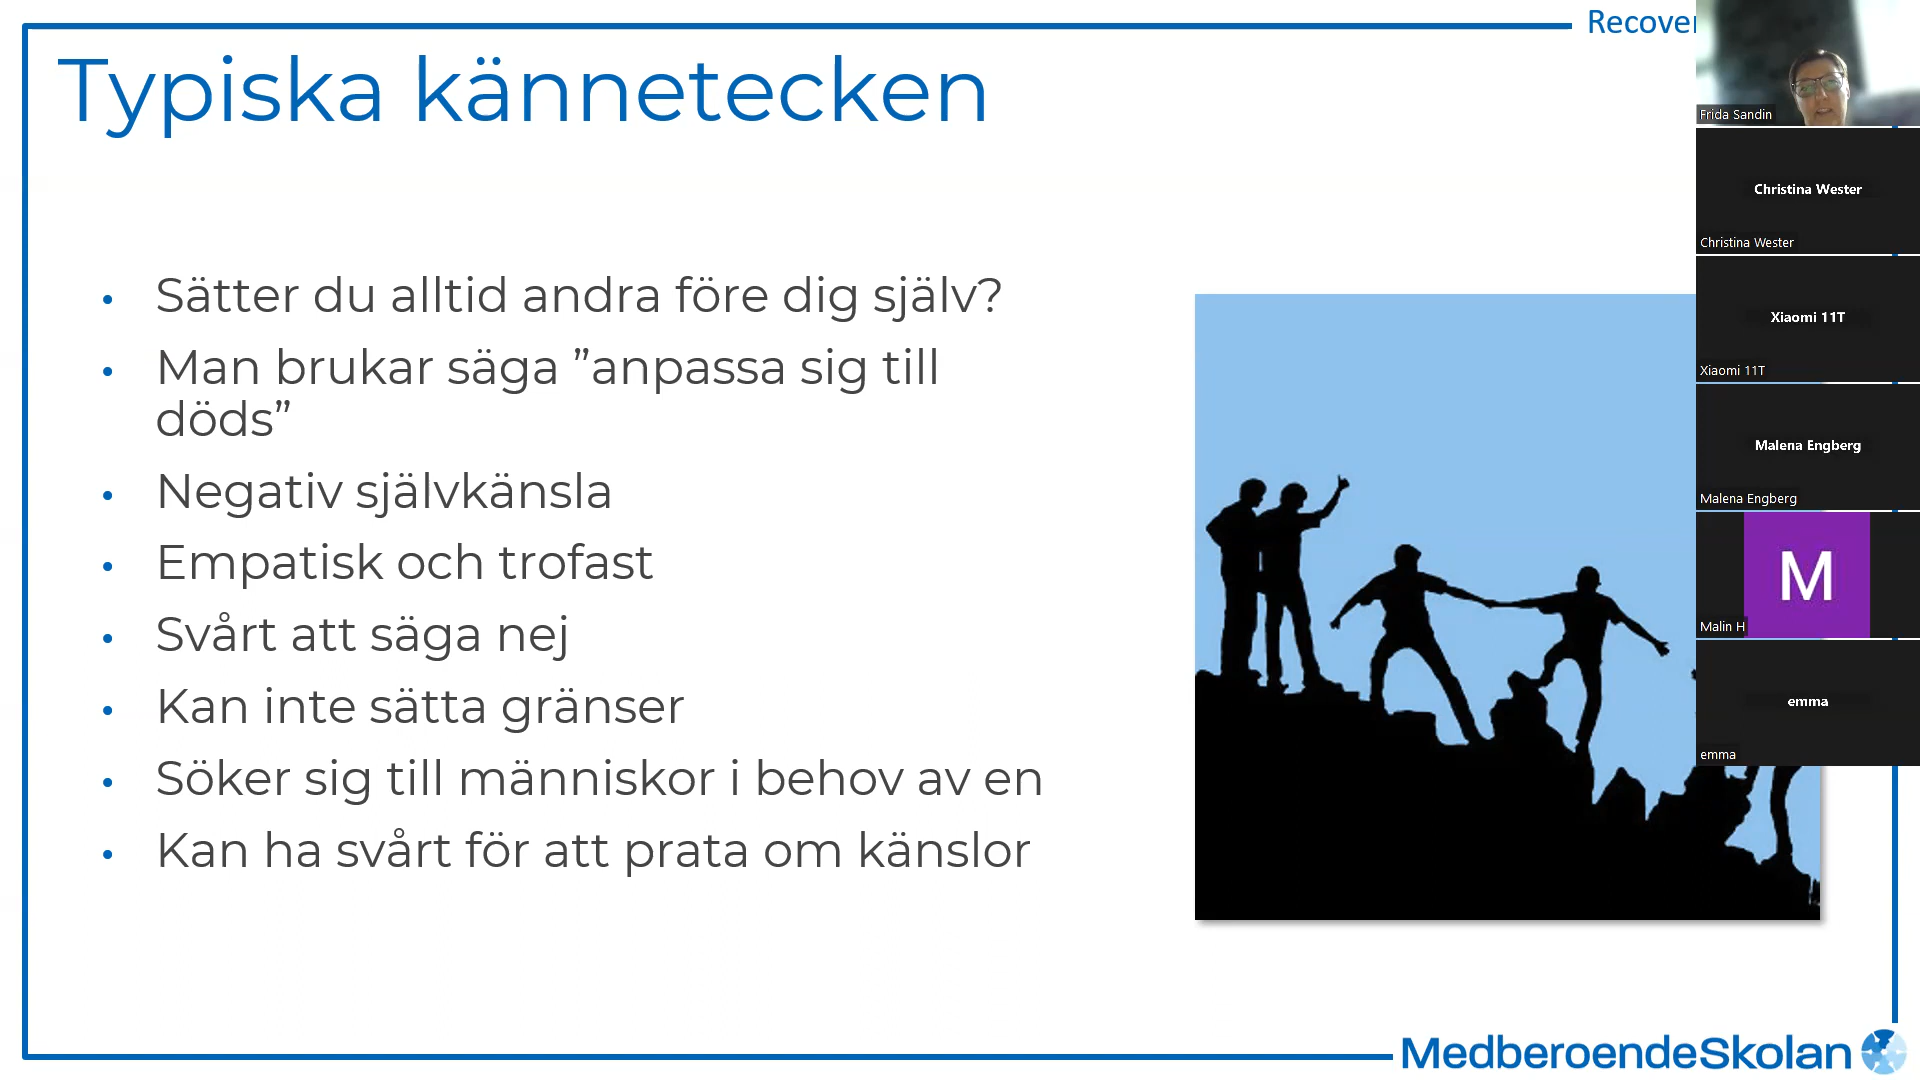 Recover
Typiska kännetecken
Sätter du alltid andra före dig själv?
Man brukar säga ”anpassa sig till
döds”
Negativ självkänsla
Empatisk och trofast
Svårt att säga nej
Kan inte sätta gränser
Söker sig till människor i behov av en
Kan ha svårt för att prata om känslor
Frida Sandin
Christina Wester
Christina Wester
Xiaomi 11T
Xiaomi 11T
Malena Engberg
Malena Engberg
M
Malin H
emma
emma
MedberoendeSkolan